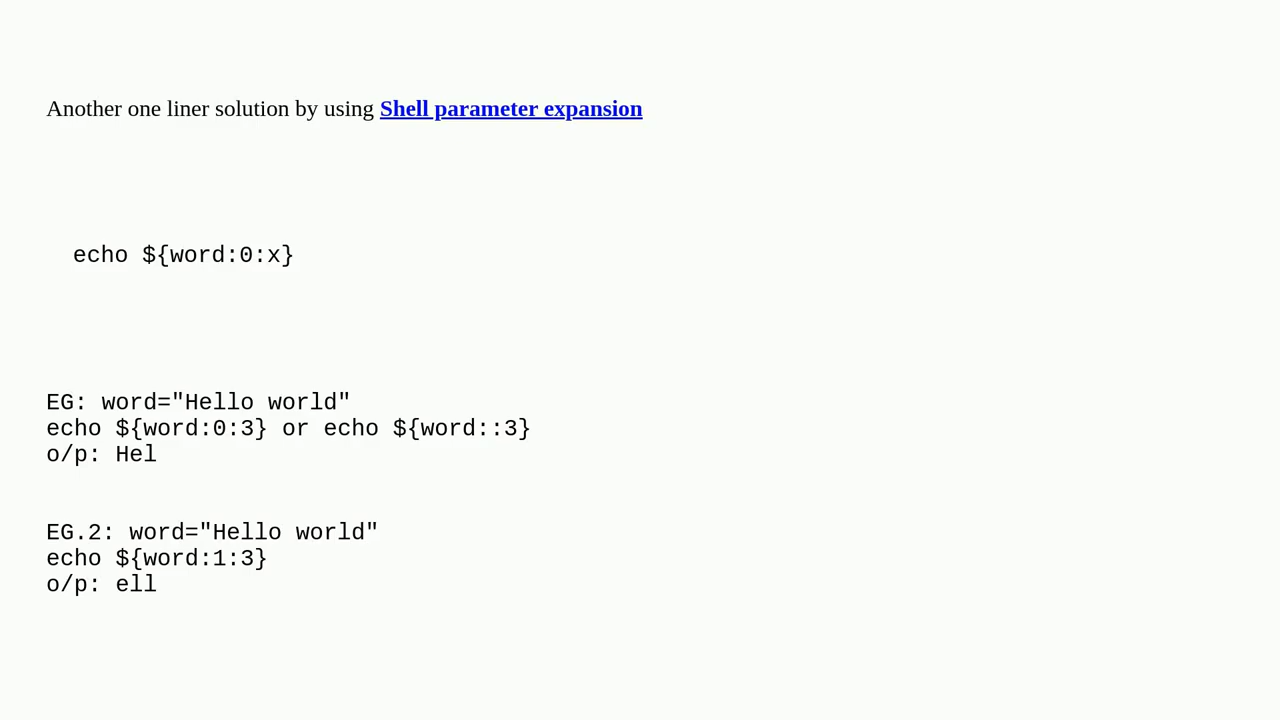 Another one liner solution by using Shell parameter expansion
echo ${word:0:x}
EG: word="Hello world"
echo ${word:0:3} or echo ${word::3}
o/p: Hel
EG.2: word="Hello world"
echo ${word:1:3}
o/p: ell